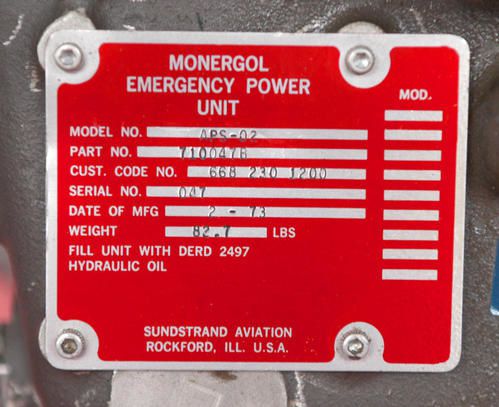 MONERGOL
EMERGENCY POWER
UNIT
MOD.
MODEL NO. APS-02
PART NO. 710047B
CUST. CODE NO. 668 230 1200
SERIAL NO. 047
DATE OF MFG 2 - 73
WEIGHT 82.7 LBS
FILL UNIT WITH DERD 2497
HYDRAULIC OIL
SUNDSTRAND AVIATION
ROCKFORD, ILL. U.S.A.